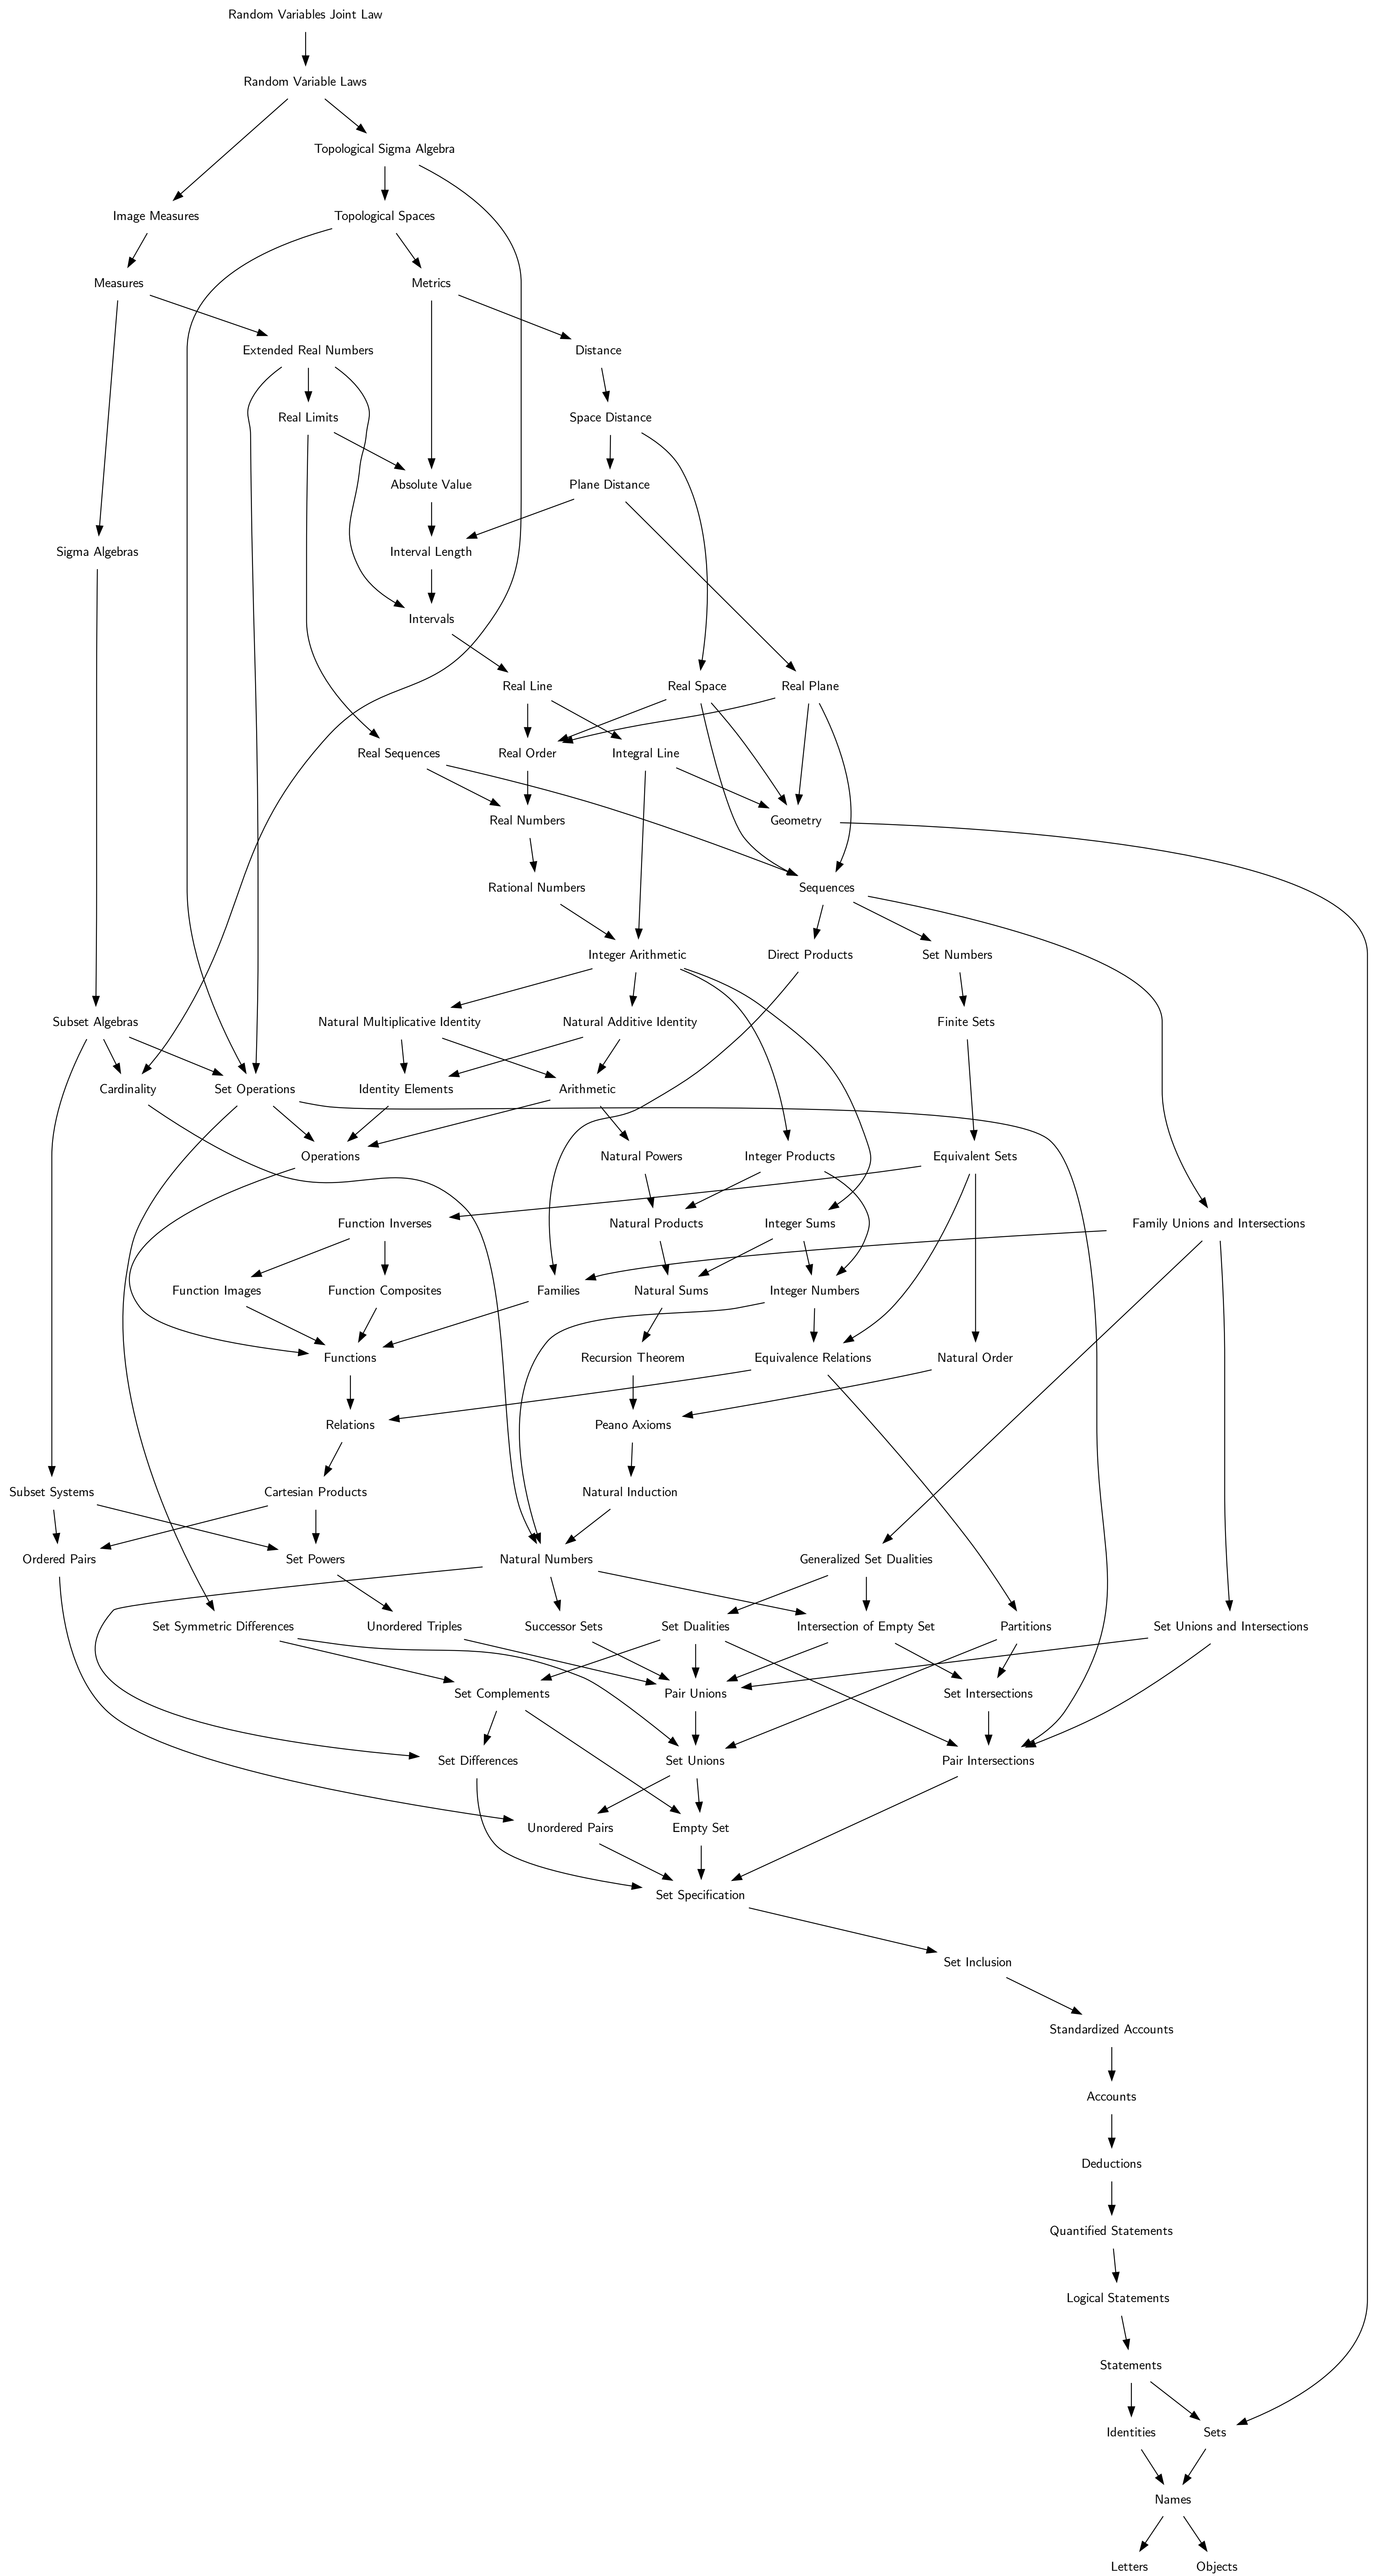 Random Variables Joint Law
Random Variable Laws
Topological Sigma Algebra
Image Measures
Topological Spaces
Measures
Metrics
Extended Real Numbers
Distance
Real Limits
Space Distance
Absolute Value
Plane Distance
Sigma Algebras
Interval Length
Intervals
Real Line
Real Space
Real Plane
Real Sequences
Real Order
Integral Line
Real Numbers
Geometry
Rational Numbers
Sequences
Integer Arithmetic
Direct Products
Set Numbers
Subset Algebras
Natural Multiplicative Identity
Natural Additive Identity
Finite Sets
Cardinality
Set Operations
Identity Elements
Arithmetic
Operations
Natural Powers
Integer Products
Equivalent Sets
Function Inverses
Natural Products
Integer Sums
Family Unions and Intersections
Function Images
Function Composites
Families
Natural Sums
Integer Numbers
Functions
Recursion Theorem
Equivalence Relations
Natural Order
Relations
Peano Axioms
Subset Systems
Cartesian Products
Natural Induction
Ordered Pairs
Set Powers
Natural Numbers
Generalized Set Dualities
Set Symmetric Differences
Unordered Triples
Successor Sets
Set Dualities
Intersection of Empty Set
Partitions
Set Unions and Intersections
Set Complements
Pair Unions
Set Intersections
Set Differences
Set Unions
Pair Intersections
Unordered Pairs
Empty Set
Set Specification
Set Inclusion
Standardized Accounts
Accounts
Deductions
Quantified Statements
Logical Statements
Statements
Identities
Sets
Names
Letters
Objects